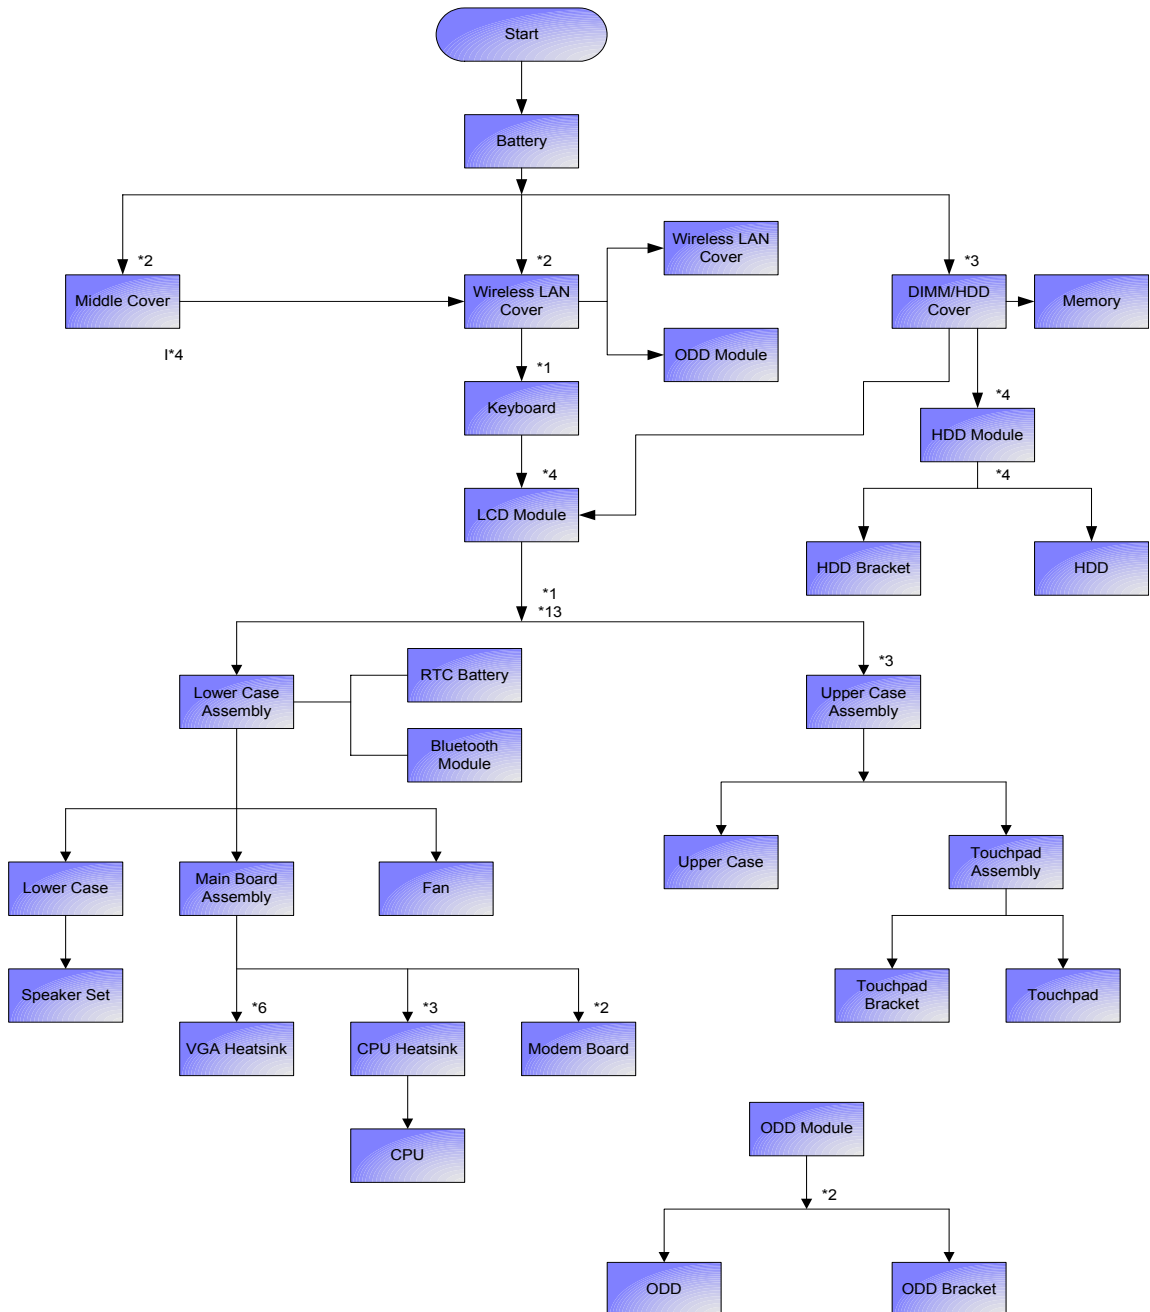 Start
Battery
*2
*2
*3
Middle Cover
Wireless LAN
Cover
Wireless LAN
Cover
ODD Module
DIMM/HDD
Cover
Memory
I*4
*1
Keyboard
*4
HDD Module
*4
*4
LCD Module
HDD Bracket
HDD
*1
*13
*3
Lower Case
Assembly
RTC Battery
Bluetooth
Module
Upper Case
Assembly
Lower Case
Main Board
Assembly
Fan
Upper Case
Touchpad
Assembly
Speaker Set
Touchpad
Bracket
Touchpad
*6
*3
*2
VGA Heatsink
CPU Heatsink
Modem Board
CPU
ODD Module
*2
ODD
ODD Bracket